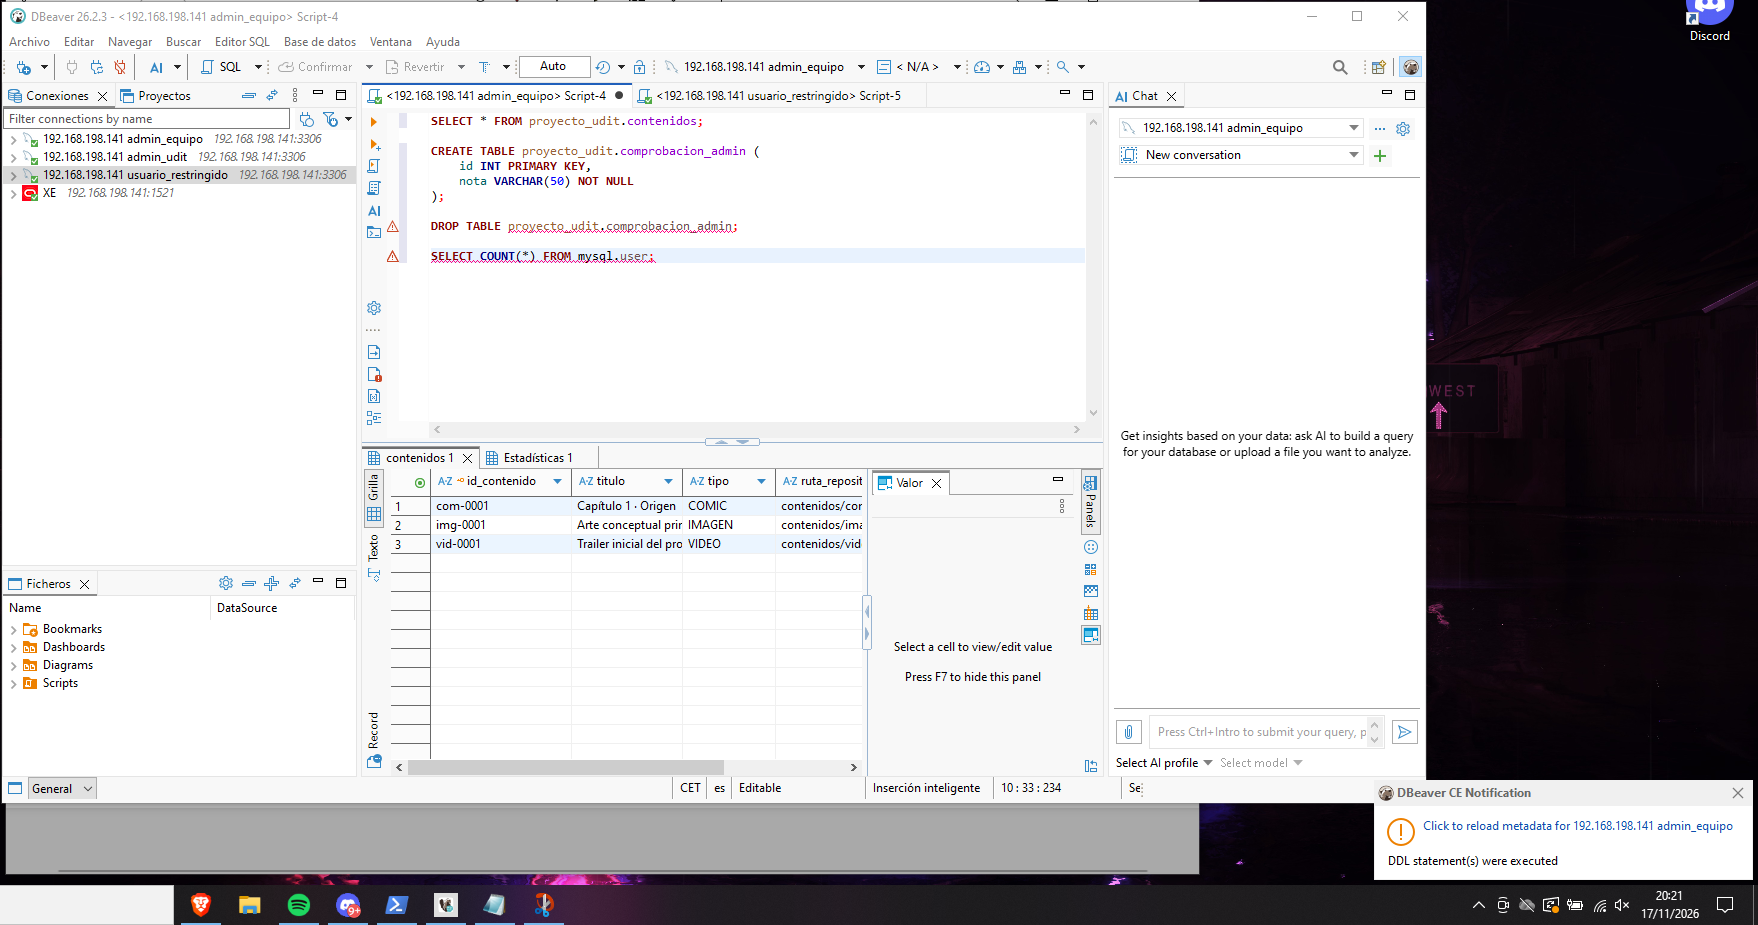 DBeaver 26.2.3 - <192.168.198.141 admin_equipo> Script-4
Discord
Archivo Editar Navegar Buscar Editor SQL Base de datos Ventana Ayuda
AI SQL Confirmar Revertir T Auto 192.168.198.141 admin_equipo < N/A >
Conexiones Proyectos
<192.168.198.141 admin_equipo> Script-4 <192.168.198.141 usuario_restringido> Script-5
AI Chat
Filter connections by name
192.168.198.141 admin_equipo 192.168.198.141:3306
192.168.198.141 admin_udit 192.168.198.141:3306
192.168.198.141 usuario_restringido 192.168.198.141:3306
XE 192.168.198.141:1521
SELECT * FROM proyecto_udit.contenidos;
CREATE TABLE proyecto_udit.comprobacion_admin (
id INT PRIMARY KEY,
nota VARCHAR(50) NOT NULL
);
AI
DROP TABLE proyecto_udit.comprobacion_admin;
SELECT COUNT(*) FROM mysql.user;
192.168.198.141 admin_equipo
New conversation
Get insights based on your data: ask AI to build a query
for your database or upload a file you want to analyze.
WEST
contenidos 1 Estadísticas 1
Grilla
Texto
Record
A-Z id_contenido A-Z titulo A-Z tipo A-Z ruta_reposit
1 com-0001 Capítulo 1 · Origen COMIC contenidos/cor
2 img-0001 Arte conceptual prin IMAGEN contenidos/ima
3 vid-0001 Trailer inicial del pro VIDEO contenidos/vid
Valor
Panels
Select a cell to view/edit value
Press F7 to hide this panel
Ficheros
Name DataSource
Bookmarks
Dashboards
Diagrams
Scripts
Press Ctrl+Intro to submit your query, p
Select AI profile Select model
General
CET es Editable Inserción inteligente 10 : 33 : 234 Se
DBeaver CE Notification
Click to reload metadata for 192.168.198.141 admin_equipo
DDL statement(s) were executed
9+
20:21
17/11/2026